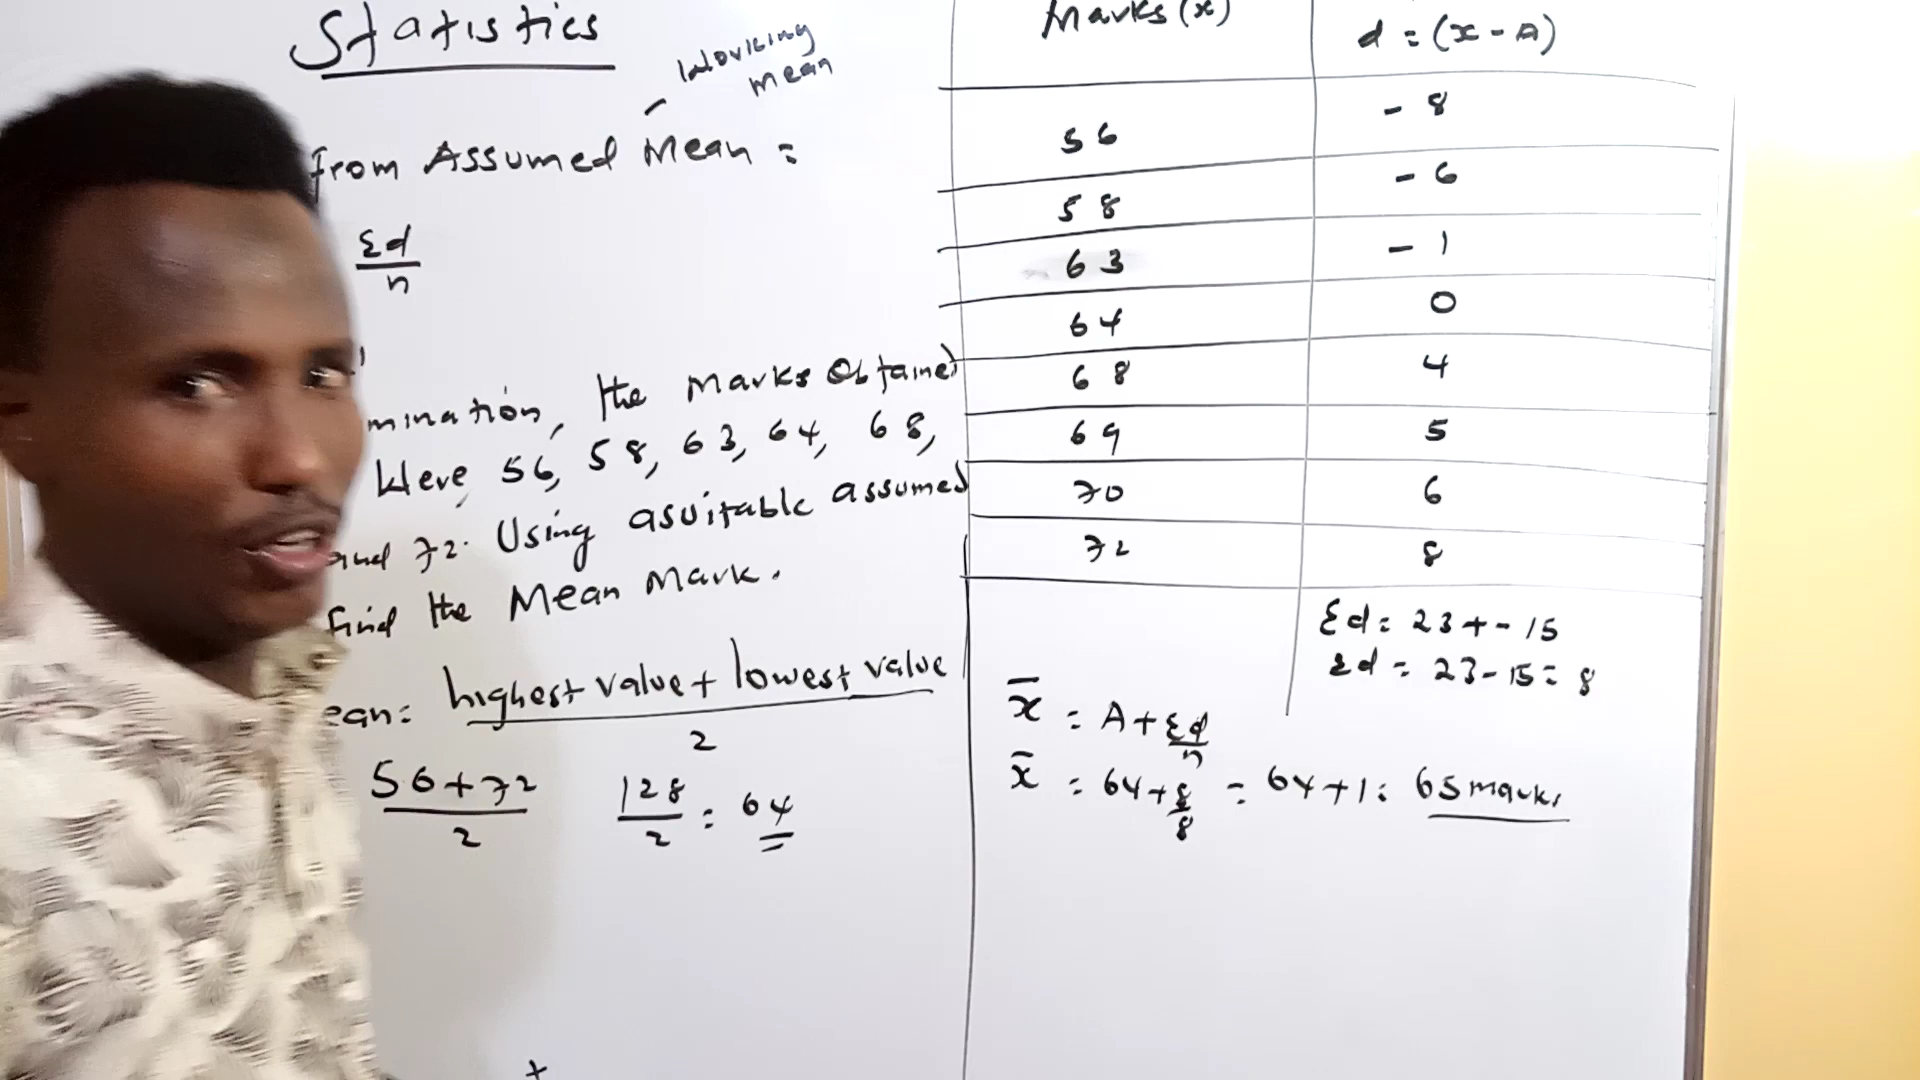 Statistics
working
mean
from Assumed Mean =
Σd
n
mination, the marks Obtained
Were 56, 58, 63, 64, 68,
and 72. Using asuitable assumed
find the Mean Mark.
ean= highest value + lowest value
2
56+72
2
128
2
= 64
Marks (x)
d = (x - A)
56
- 8
58
- 6
63
- 1
64
0
68
4
69
5
70
6
72
8
Σd = 23 + - 15
Σd = 23 - 15 = 8
x̄ = A + Σd/n
x̄ = 64 + 8/8 = 64 + 1 = 65 marks
+